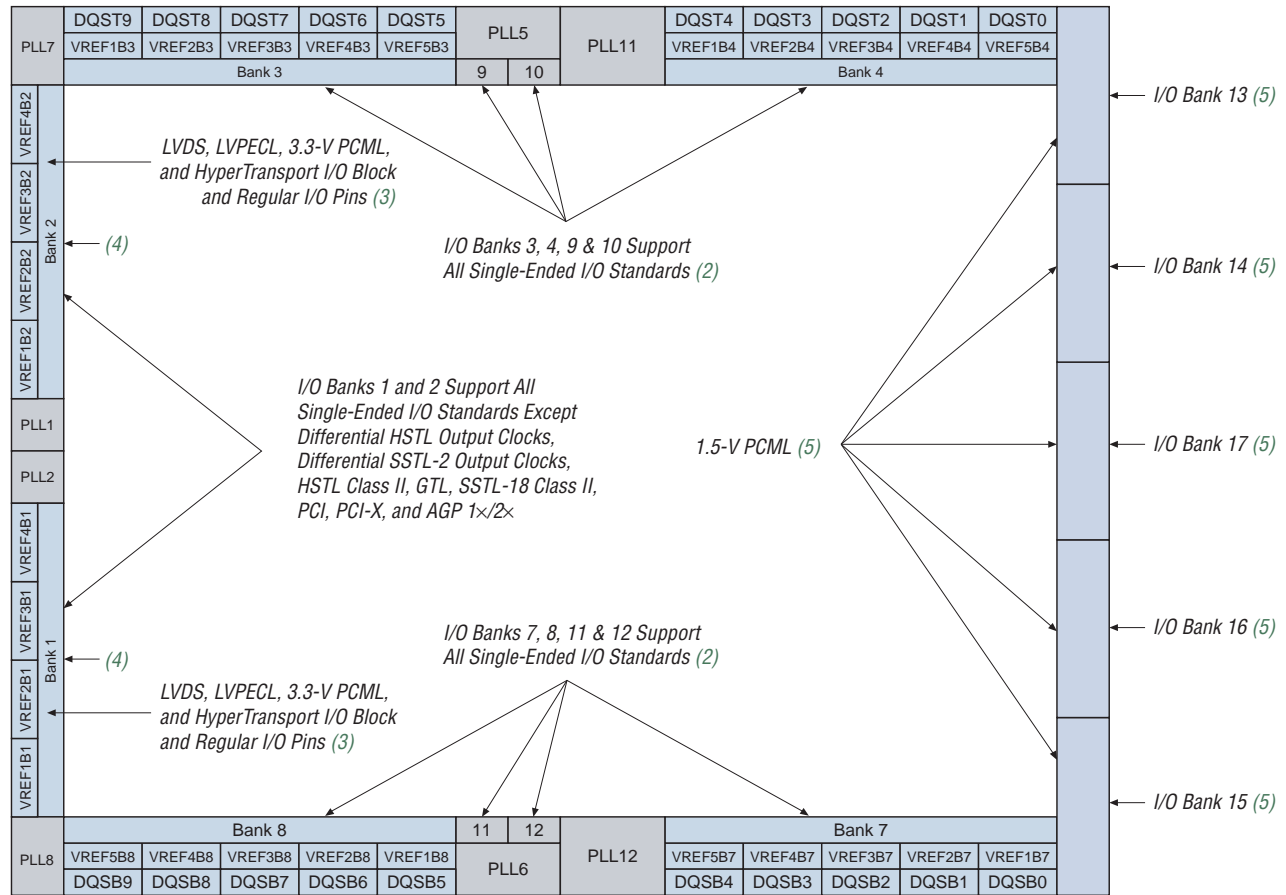 PLL7
DQST9 DQST8 DQST7 DQST6 DQST5
VREF1B3 VREF2B3 VREF3B3 VREF4B3 VREF5B3
Bank 3
PLL5
9 10
PLL11
DQST4 DQST3 DQST2 DQST1 DQST0
VREF1B4 VREF2B4 VREF3B4 VREF4B4 VREF5B4
Bank 4
VREF4B2
VREF3B2
VREF2B2
VREF1B2
Bank 2
LVDS, LVPECL, 3.3-V PCML,
and HyperTransport I/O Block
and Regular I/O Pins (3)
(4)
I/O Banks 3, 4, 9 & 10 Support
All Single-Ended I/O Standards (2)
I/O Bank 13 (5)
I/O Bank 14 (5)
PLL1
PLL2
I/O Banks 1 and 2 Support All
Single-Ended I/O Standards Except
Differential HSTL Output Clocks,
Differential SSTL-2 Output Clocks,
HSTL Class II, GTL, SSTL-18 Class II,
PCI, PCI-X, and AGP 1×/2×
1.5-V PCML (5)
I/O Bank 17 (5)
VREF4B1
VREF3B1
VREF2B1
VREF1B1
Bank 1
(4)
LVDS, LVPECL, 3.3-V PCML,
and HyperTransport I/O Block
and Regular I/O Pins (3)
I/O Banks 7, 8, 11 & 12 Support
All Single-Ended I/O Standards (2)
I/O Bank 16 (5)
I/O Bank 15 (5)
PLL8
Bank 8
VREF5B8 VREF4B8 VREF3B8 VREF2B8 VREF1B8
DQSB9 DQSB8 DQSB7 DQSB6 DQSB5
11 12
PLL6
PLL12
Bank 7
VREF5B7 VREF4B7 VREF3B7 VREF2B7 VREF1B7
DQSB4 DQSB3 DQSB2 DQSB1 DQSB0